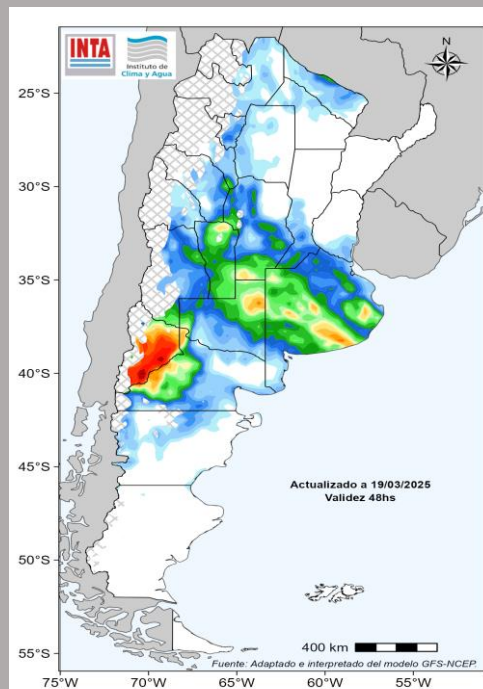 INTA
Instituto de
Clima y Agua
N
25°S
30°S
35°S
40°S
45°S
50°S
55°S
Actualizado a 19/03/2025
Validez 48hs
400 km
Fuente: Adaptado e interpretado del modelo GFS-NCEP.
75°W
70°W
65°W
60°W
55°W